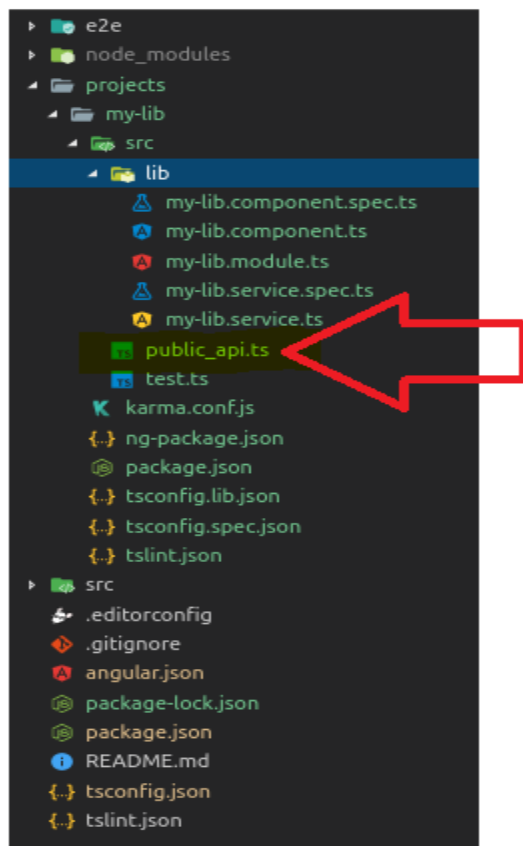 e2e
node_modules
projects
my-lib
src
lib
my-lib.component.spec.ts
my-lib.component.ts
my-lib.module.ts
my-lib.service.spec.ts
my-lib.service.ts
TS public_api.ts
TS test.ts
K karma.conf.js
{..} ng-package.json
package.json
{..} tsconfig.lib.json
{..} tsconfig.spec.json
{..} tslint.json
src
.editorconfig
.gitignore
angular.json
package-lock.json
package.json
README.md
{..} tsconfig.json
{..} tslint.json